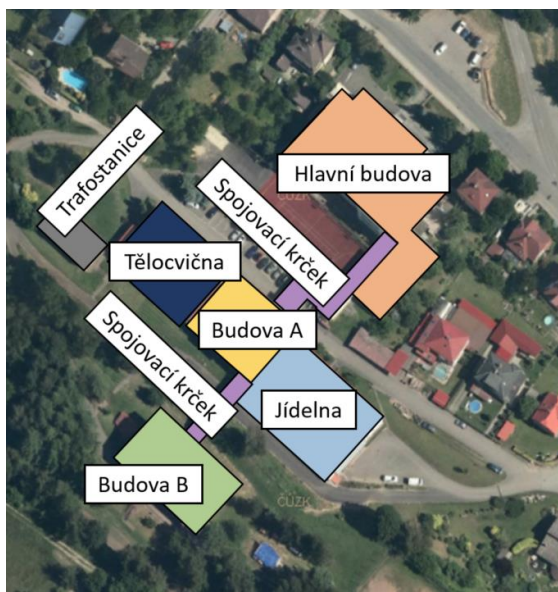 Trafostanice
Hlavní budova
ČÚZK
Spojovací krček
Tělocvična
Budova A
Spojovací krček
Jídelna
Budova B
ČÚZK